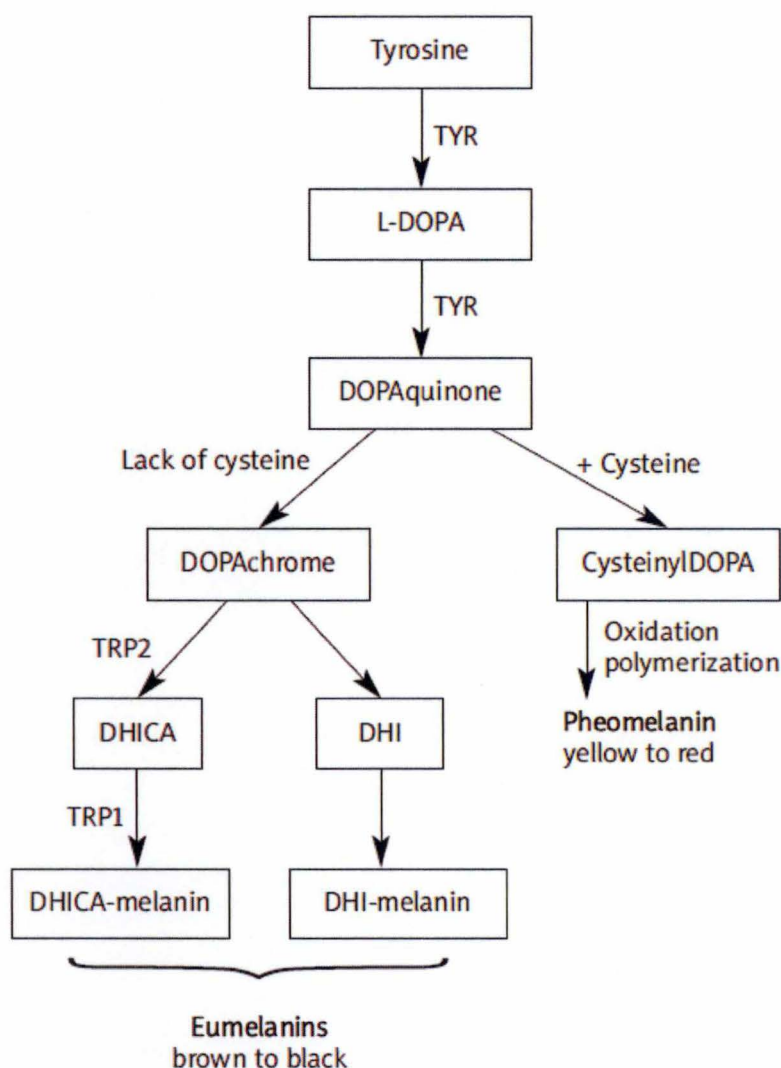 Tyrosine
TYR
L-DOPA
TYR
DOPAquinone
Lack of cysteine
+ Cysteine
DOPAchrome
CysteinylDOPA
TRP2
Oxidation
polymerization
DHICA
DHI
Pheomelanin
yellow to red
TRP1
DHICA-melanin
DHI-melanin
Eumelanins
brown to black